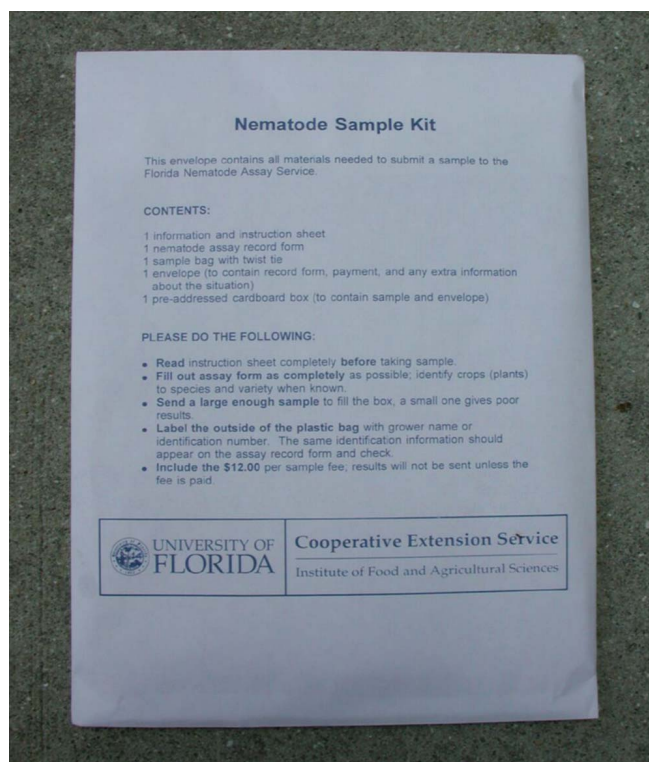 Nematode Sample Kit
This envelope contains all materials needed to submit a sample to the
Florida Nematode Assay Service.
CONTENTS:
1 information and instruction sheet
1 nematode assay record form
1 sample bag with twist tie
1 envelope (to contain record form, payment, and any extra information
about the situation)
1 pre-addressed cardboard box (to contain sample and envelope)
PLEASE DO THE FOLLOWING:
• Read instruction sheet completely before taking sample.
• Fill out assay form as completely as possible; identify crops (plants)
to species and variety when known.
• Send a large enough sample to fill the box, a small one gives poor
results.
• Label the outside of the plastic bag with grower name or
identification number. The same identification information should
appear on the assay record form and check.
• Include the $12.00 per sample fee; results will not be sent unless the
fee is paid.
UNIVERSITY OF
FLORIDA
Cooperative Extension Service
Institute of Food and Agricultural Sciences